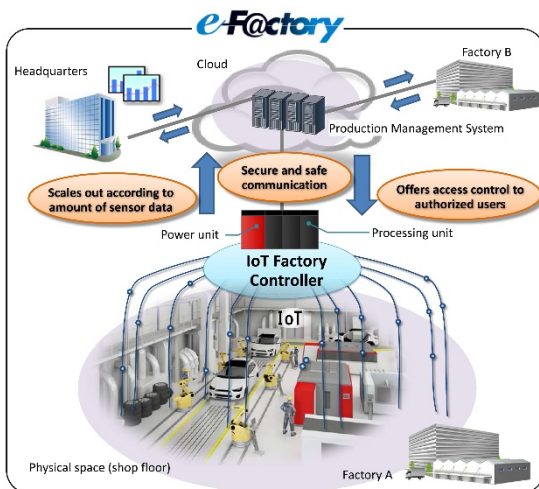 e-F@ctory
Headquarters
Cloud
Factory B
Production Management System
Scales out according to
amount of sensor data
Secure and safe
communication
Offers access control to
authorized users
Power unit
Processing unit
IoT Factory
Controller
IoT
Physical space (shop floor)
Factory A